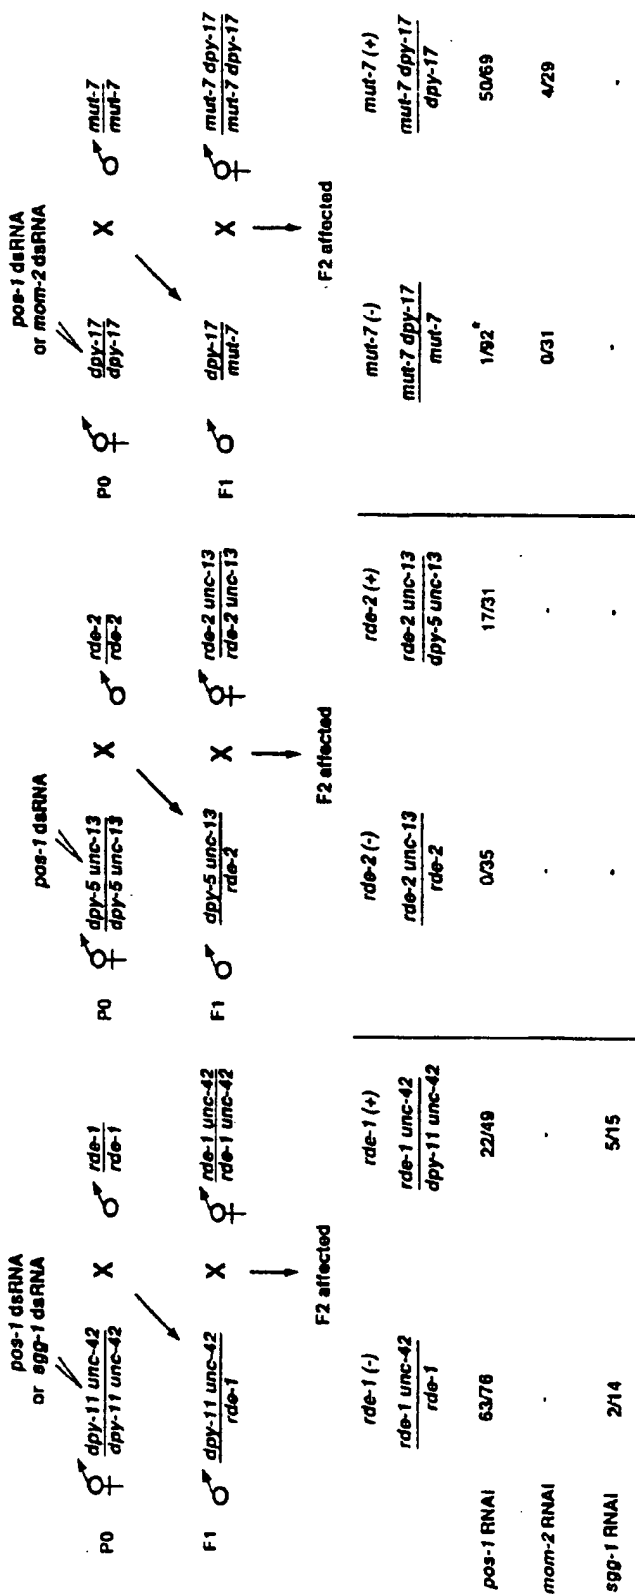 pos-1 dsRNA
or sgg-1 dsRNA
P0 dpy-11 unc-42 X rde-1
dpy-11 unc-42 rde-1
F1 dpy-11 unc-42 X rde-1 unc-42
rde-1 rde-1 unc-42
F2 affected
rde-1 (-) rde-1 (+)
rde-1 unc-42 rde-1 unc-42
rde-1 dpy-11 unc-42
pos-1 RNAi 63/76 22/49
mom-2 RNAi - -
sgg-1 RNAi 2/14 5/15
pos-1 dsRNA
P0 dpy-5 unc-13 X rde-2
dpy-5 unc-13 rde-2
F1 dpy-5 unc-13 X rde-2 unc-13
rde-2 rde-2 unc-13
F2 affected
rde-2 (-) rde-2 (+)
rde-2 unc-13 rde-2 unc-13
rde-2 dpy-5 unc-13
0/35 17/31
- -
- -
pos-1 dsRNA
or mom-2 dsRNA
P0 dpy-17 X mut-7
dpy-17 mut-7
F1 dpy-17 X mut-7 dpy-17
mut-7 mut-7 dpy-17
F2 affected
mut-7 (-) mut-7 (+)
mut-7 dpy-17 mut-7 dpy-17
mut-7 dpy-17
1/92* 50/69
0/31 4/29
- -